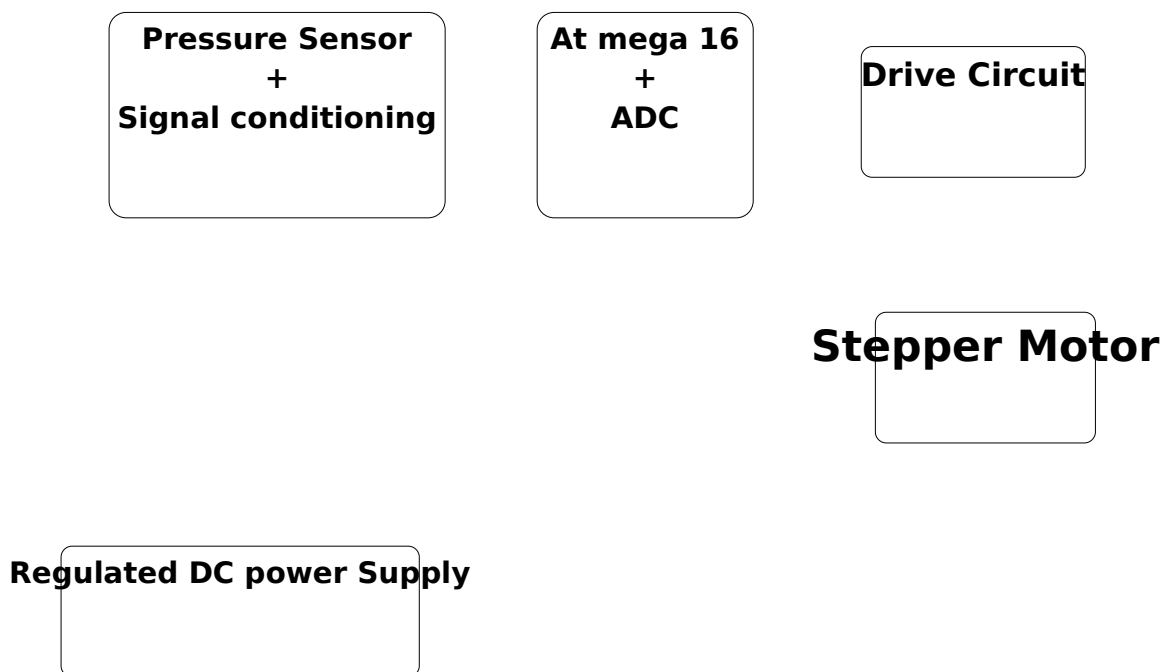 Pressure Sensor
+
Signal conditioning
At mega 16
+
ADC
Drive Circuit
Stepper Motor
Regulated DC power Supply